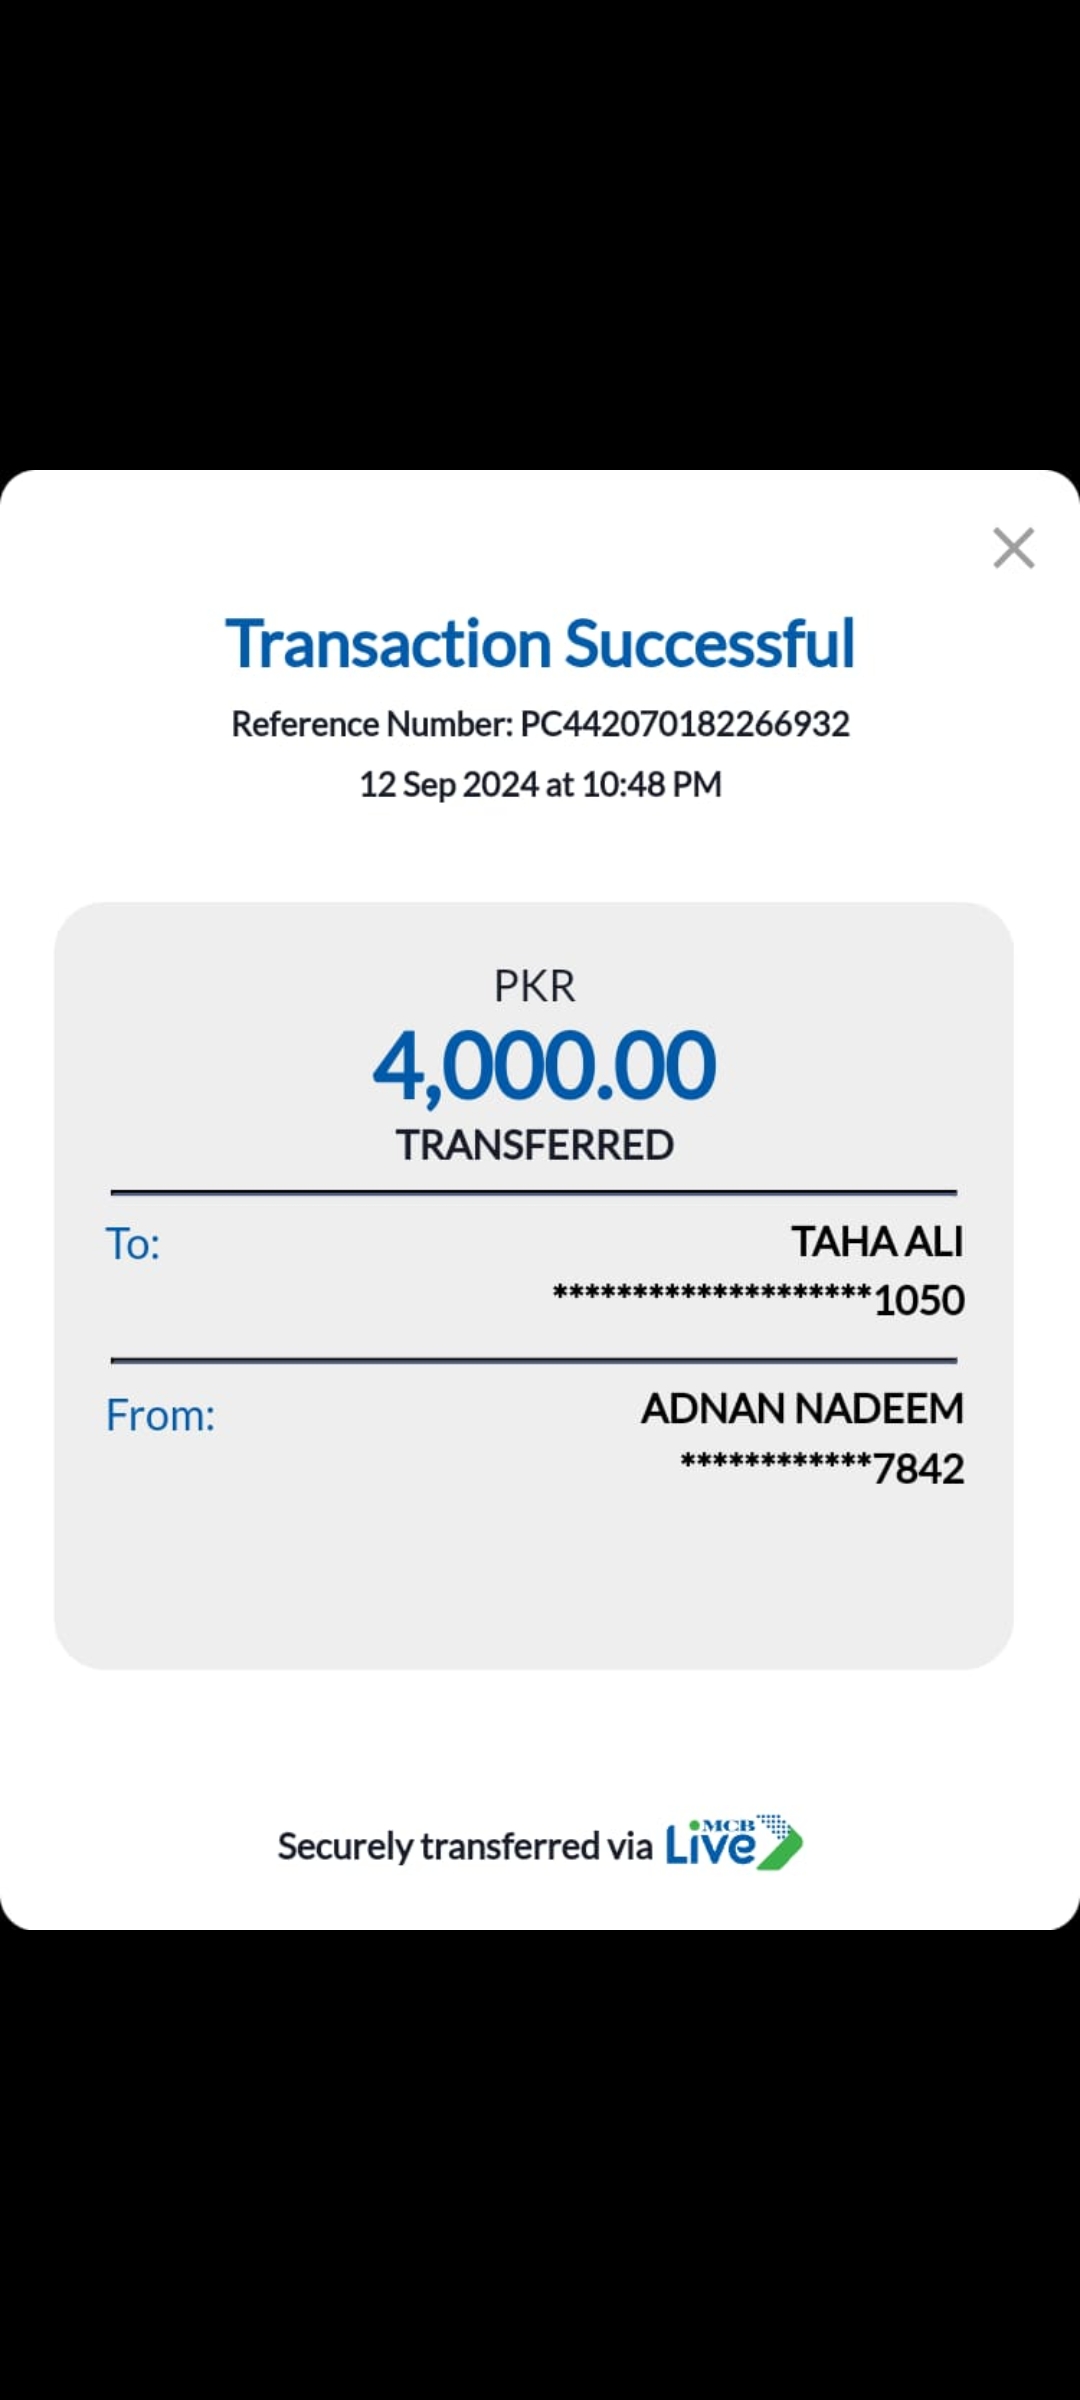 Transaction Successful
Reference Number: PC442070182266932
12 Sep 2024 at 10:48 PM
PKR
4,000.00
TRANSFERRED
To: TAHA ALI
********************1050
From: ADNAN NADEEM
************7842
Securely transferred via MCB Live